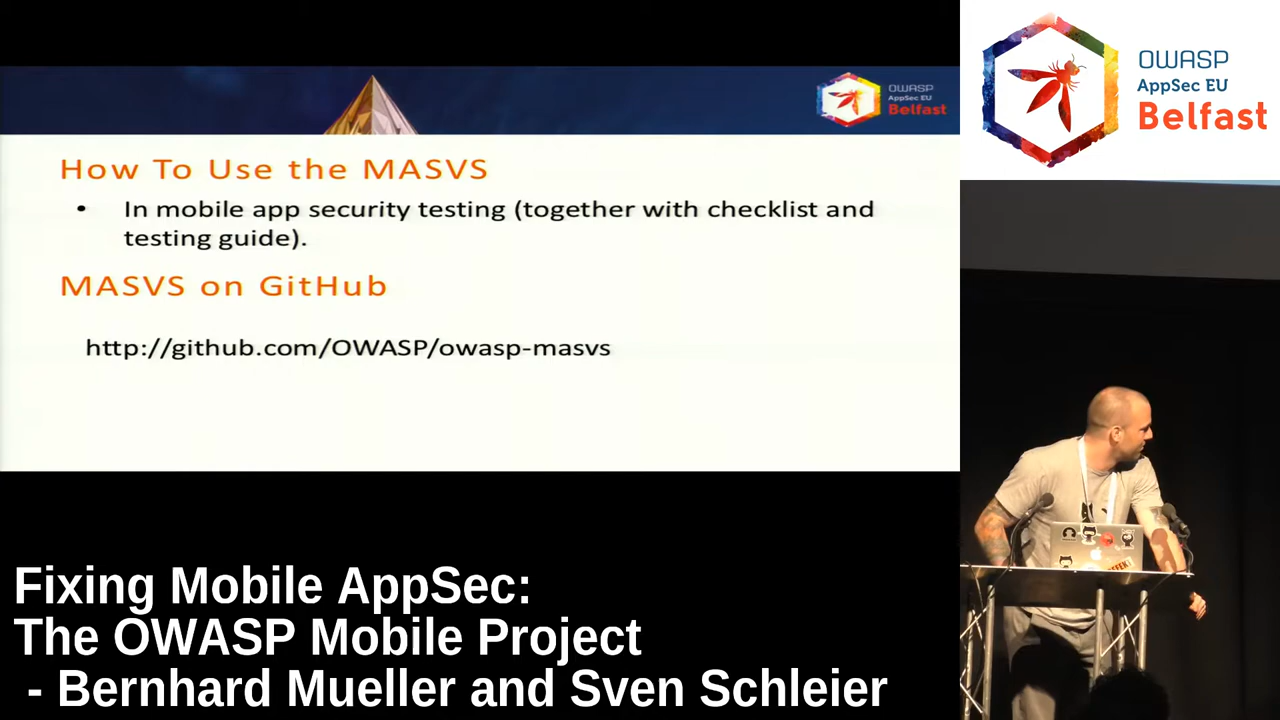 OWASP
AppSec EU
Belfast
OWASP
AppSec EU
Belfast
How To Use the MASVS
• In mobile app security testing (together with checklist and
testing guide).
MASVS on GitHub
http://github.com/OWASP/owasp-masvs
Fixing Mobile AppSec:
The OWASP Mobile Project
- Bernhard Mueller and Sven Schleier